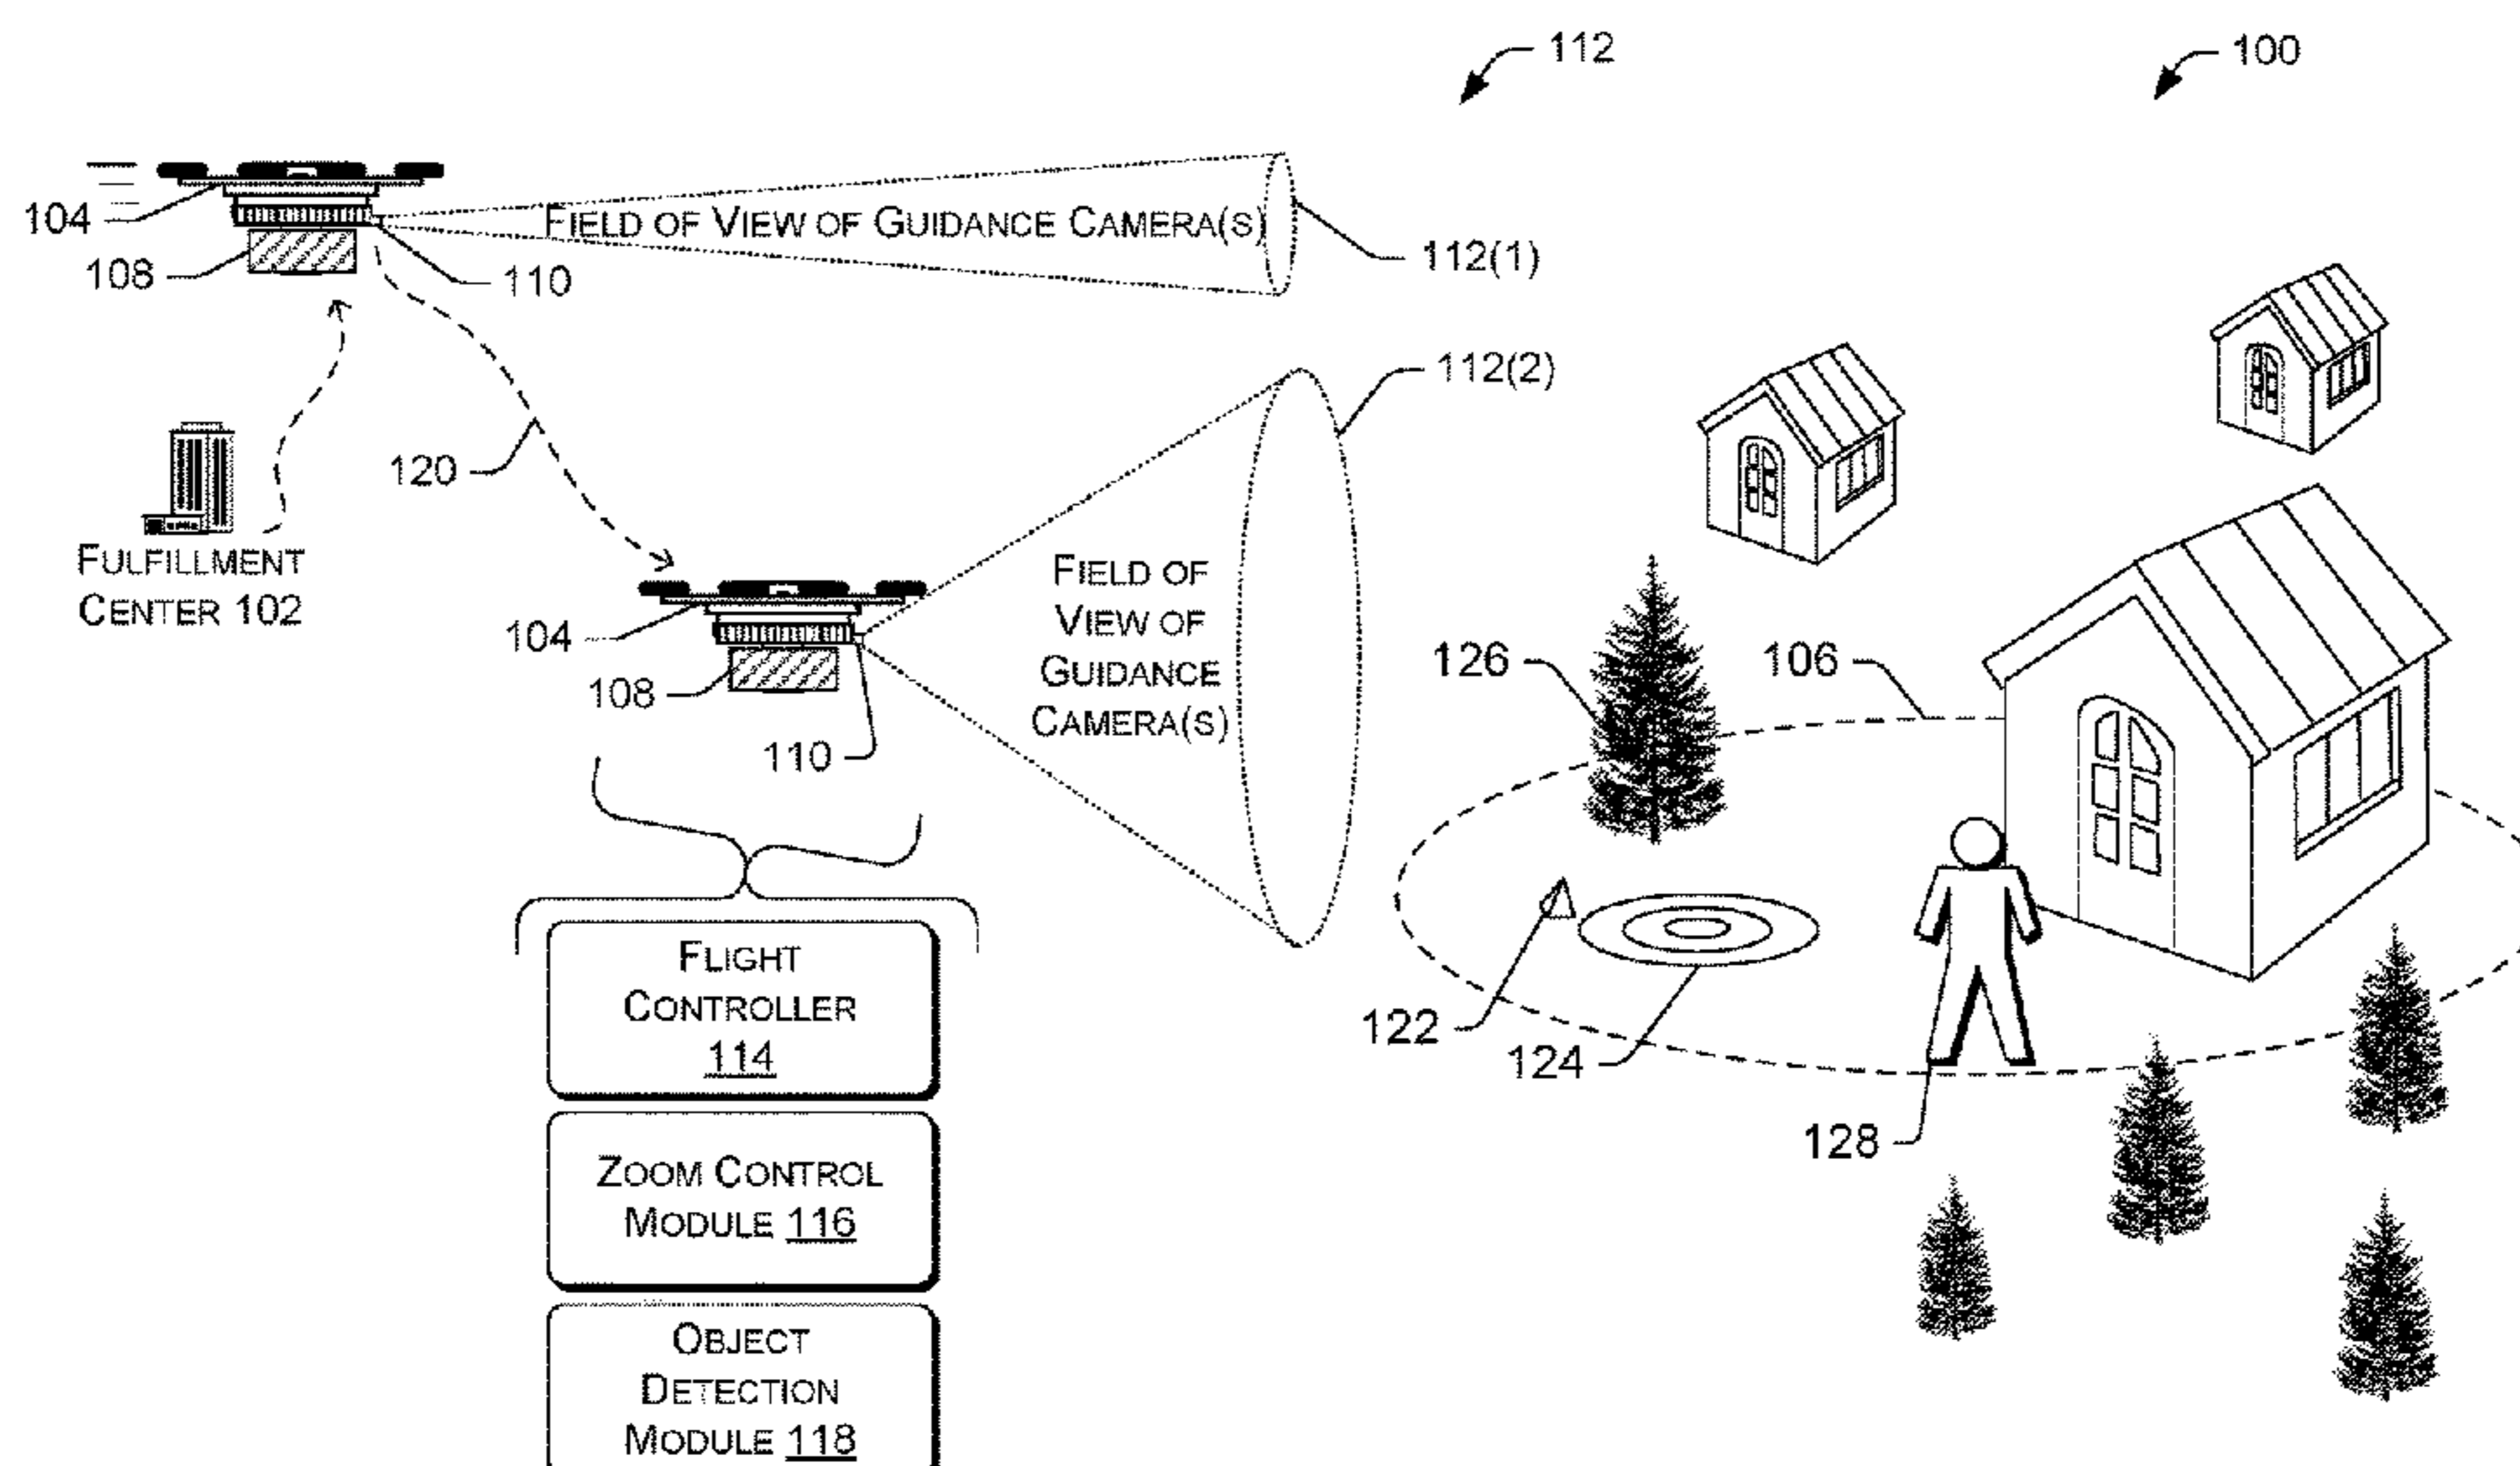 112
100
104
FIELD OF VIEW OF GUIDANCE CAMERA(S)
108
110
112(1)
112(2)
120
FULFILLMENT
CENTER 102
104
108
110
FIELD OF
VIEW OF
GUIDANCE
CAMERA(S)
126
106
122
124
128
FLIGHT
CONTROLLER
114
ZOOM CONTROL
MODULE 116
OBJECT
DETECTION
MODULE 118